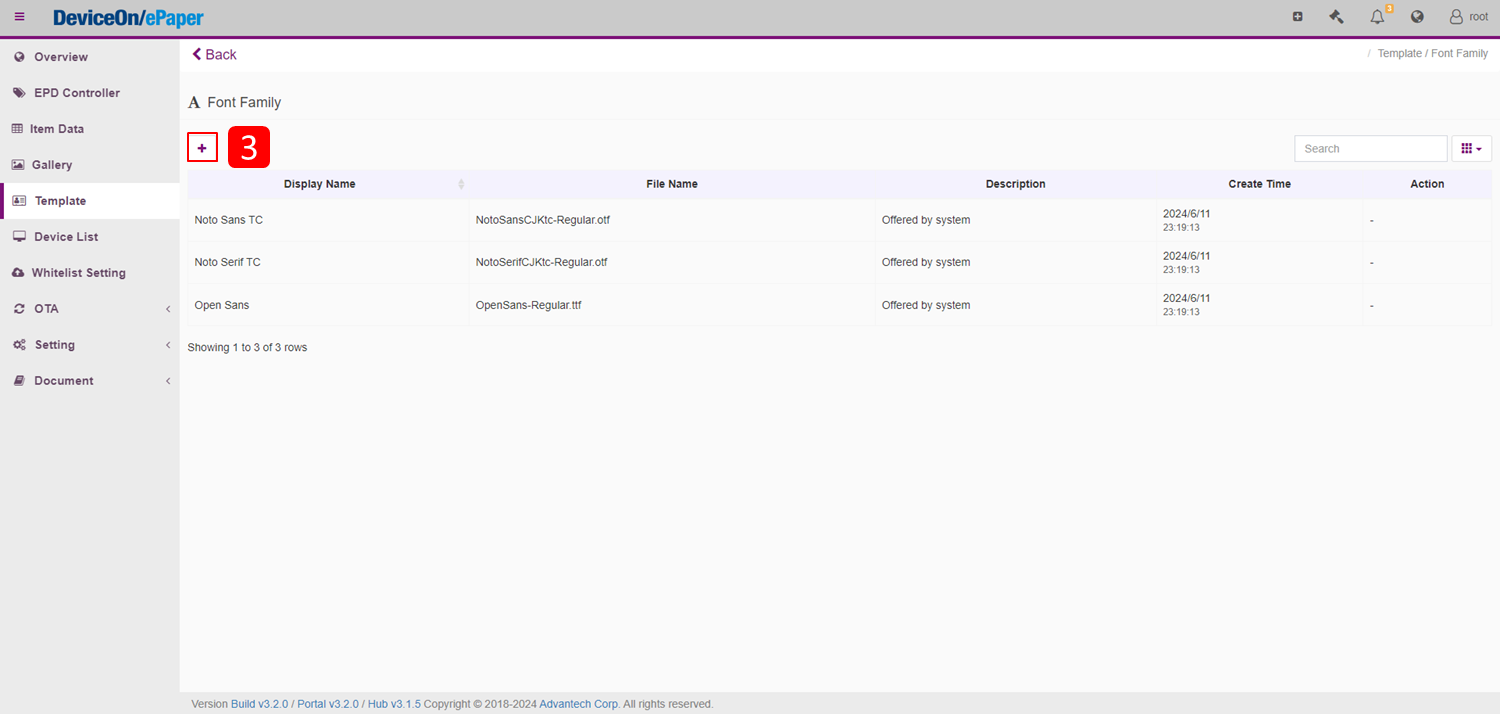 DeviceOn/ePaper
3
root
Overview
EPD Controller
Item Data
Gallery
Template
Device List
Whitelist Setting
OTA
Setting
Document
Back
/ Template / Font Family
A Font Family
+ 3
Search
Display Name File Name Description Create Time Action
Noto Sans TC NotoSansCJKtc-Regular.otf Offered by system 2024/6/11 -
23:19:13
Noto Serif TC NotoSerifCJKtc-Regular.otf Offered by system 2024/6/11 -
23:19:13
Open Sans OpenSans-Regular.ttf Offered by system 2024/6/11 -
23:19:13
Showing 1 to 3 of 3 rows
Version Build v3.2.0 / Portal v3.2.0 / Hub v3.1.5 Copyright © 2018-2024 Advantech Corp. All rights reserved.